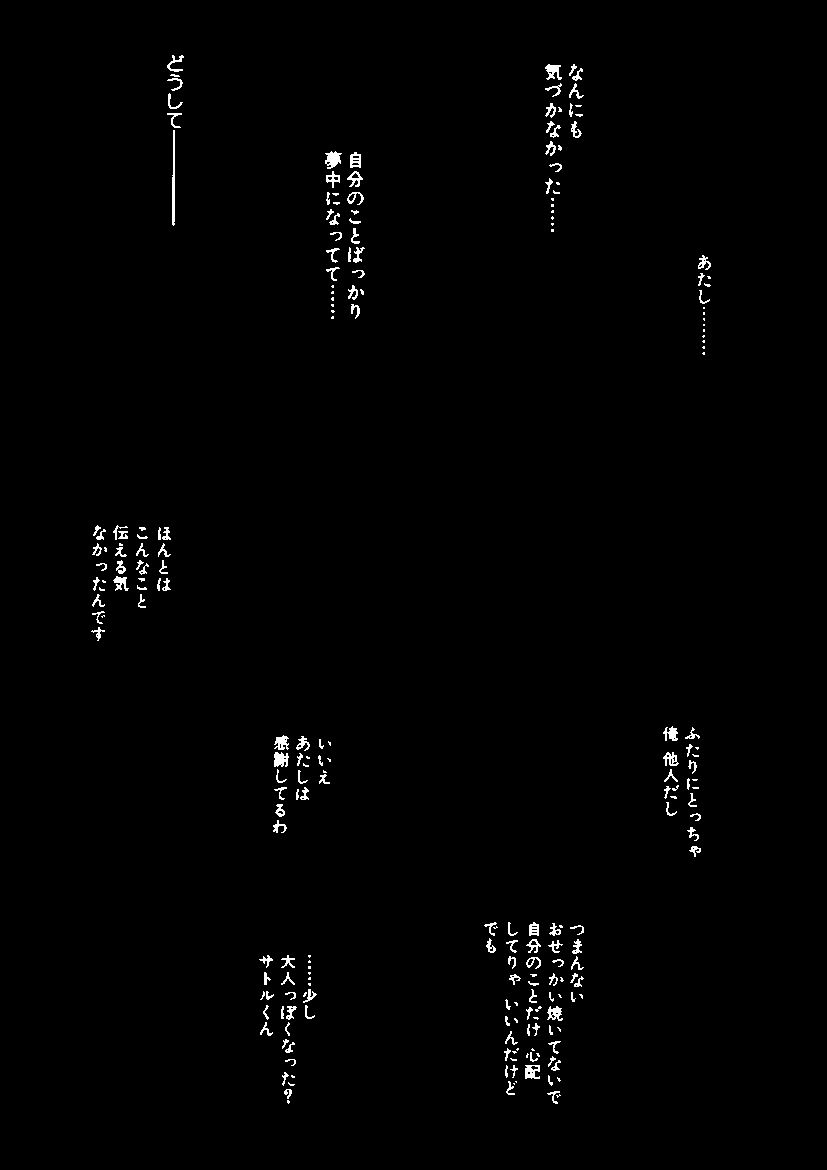 あたし………
なんにも
気づかなかった……
自分のことばっかり
夢中になってて……
どうして――――
ほんとは
こんなこと
伝える気
なかったんです
ふたりにとっちゃ
俺 他人だし
いいえ
あたしは
感謝してるわ
つまんない
おせっかい焼いてないで
自分のことだけ 心配
してりゃ いいんだけど
でも
……少し
大人っぽくなった?
サトルくん